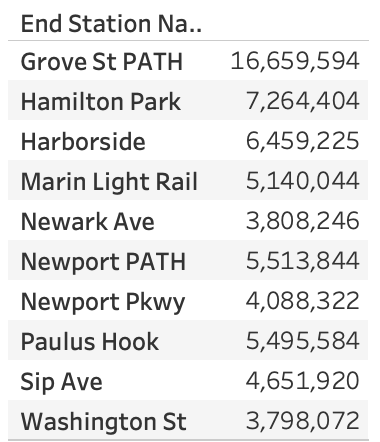 End Station Na..
Grove St PATH 16,659,594
Hamilton Park 7,264,404
Harborside 6,459,225
Marin Light Rail 5,140,044
Newark Ave 3,808,246
Newport PATH 5,513,844
Newport Pkwy 4,088,322
Paulus Hook 5,495,584
Sip Ave 4,651,920
Washington St 3,798,072